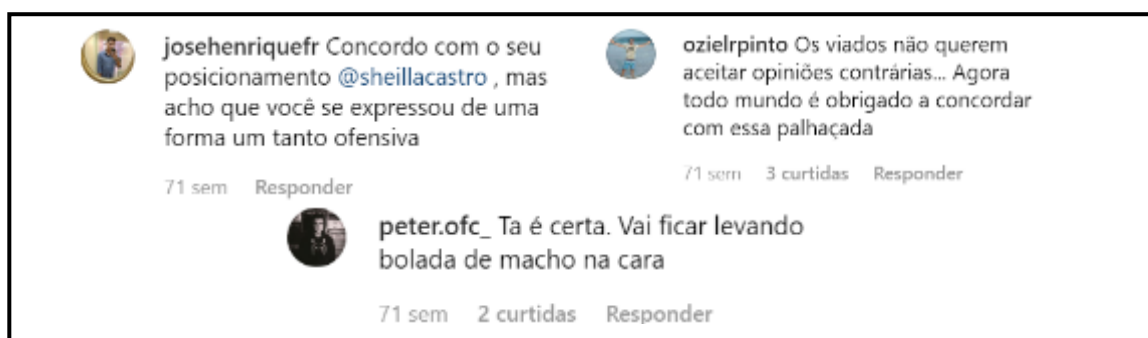 josehenriquefr Concordo com o seu
posicionamento @sheillacastro , mas
acho que você se expressou de uma
forma um tanto ofensiva
71 sem Responder
ozielrpinto Os viados não querem
aceitar opiniões contrárias... Agora
todo mundo é obrigado a concordar
com essa palhaçada
71 sem 3 curtidas Responder
peter.ofc_ Ta é certa. Vai ficar levando
bolada de macho na cara
71 sem 2 curtidas Responder